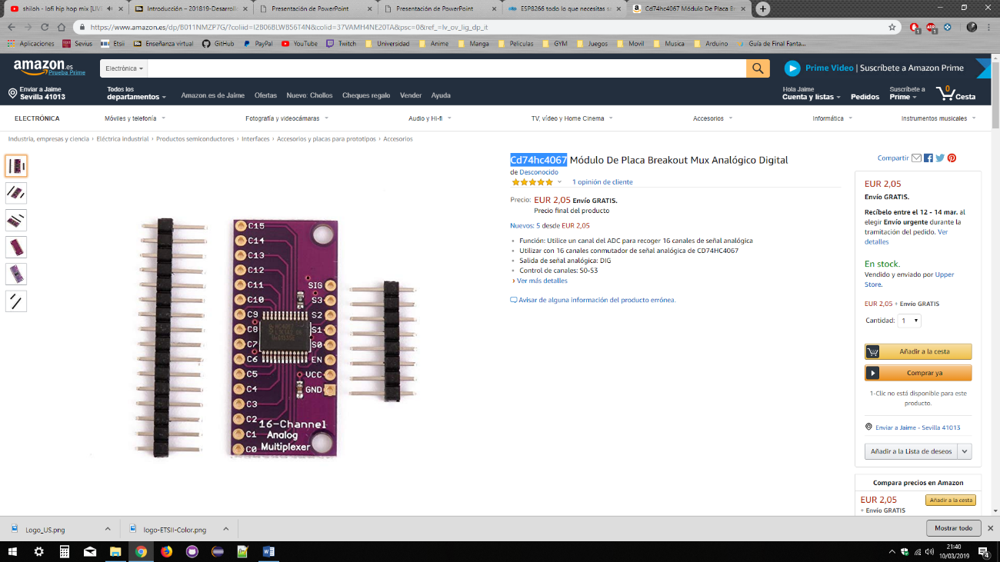 shiloh - lofi hip hop mix [LIVE
Introducción – 201819-Desarroll
Presentación de PowerPoint
Presentación de PowerPoint
ESP8266 todo lo que necesitas sa
Cd74hc4067 Módulo De Placa Br
https://www.amazon.es/dp/B011NMZP7G/?coliid=I2B06BLWB56T4N&colid=37VAMH4NE20TA&psc=0&ref_=lv_ov_lig_dp_it
Aplicaciones Sevius Etsii Enseñanza virtual GitHub PayPal YouTube Twitch Universidad Anime Manga Peliculas GYM Juegos Movil Musica Arduino Guía de Final Fanta...
amazon.es
Prueba Prime
Electrónica
Prime Video | Suscríbete a Amazon Prime
Enviar a Jaime
Sevilla 41013
Todos los
departamentos
Amazon.es de Jaime Ofertas Nuevo: Chollos Cheques regalo Vender Ayuda
Hola Jaime
Cuenta y listas
Pedidos
Suscríbete a
Prime
0
Cesta
ELECTRÓNICA Móviles y telefonía Fotografía y videocámaras Audio y Hi-fi TV, vídeo y Home Cinema Accesorios Informática Instrumentos musicales
Industria, empresas y ciencia › Eléctrica industrial › Productos semiconductores › Interfaces › Accesorios y placas para prototipos › Accesorios
C15
C14
C13
C12
C11
C10
C9
C8
C7
C6
C5
C4
C3
C2
C1
C0
SIG
S3
S2
S1
S0
EN
VCC
GND
16-Channel
Analog
Multiplexer
Cd74hc4067 Módulo De Placa Breakout Mux Analógico Digital
de Desconocido
1 opinión de cliente
Precio: EUR 2,05 Envío GRATIS.
Precio final del producto
Nuevos: 5 desde EUR 2,05
• Función: Utilice un canal del ADC para recoger 16 canales de señal analógica
• Utilizar con 16 canales conmutador de señal analógica de CD74HC4067
• Salida de señal analógica: DIG
• Control de canales: S0-S3
› Ver más detalles
Avisar de alguna información del producto errónea.
Compartir
EUR 2,05
Envío GRATIS.
Recíbelo entre el 12 - 14 mar. al
elegir Envío urgente durante la
tramitación del pedido. Ver
detalles
En stock.
Vendido y enviado por Upper
Store.
EUR 2,05 + Envío GRATIS
Cantidad: 1
Añadir a la cesta
Comprar ya
1-Clic no está disponible para este
producto.
Enviar a Jaime - Sevilla 41013
Añadir a la Lista de deseos
Compara precios en Amazon
EUR 2,05
Añadir a la cesta
+ Envío GRATIS
Logo_US.png
logo-ETSII-Color.png
Mostrar todo
21:40
10/03/2019
4